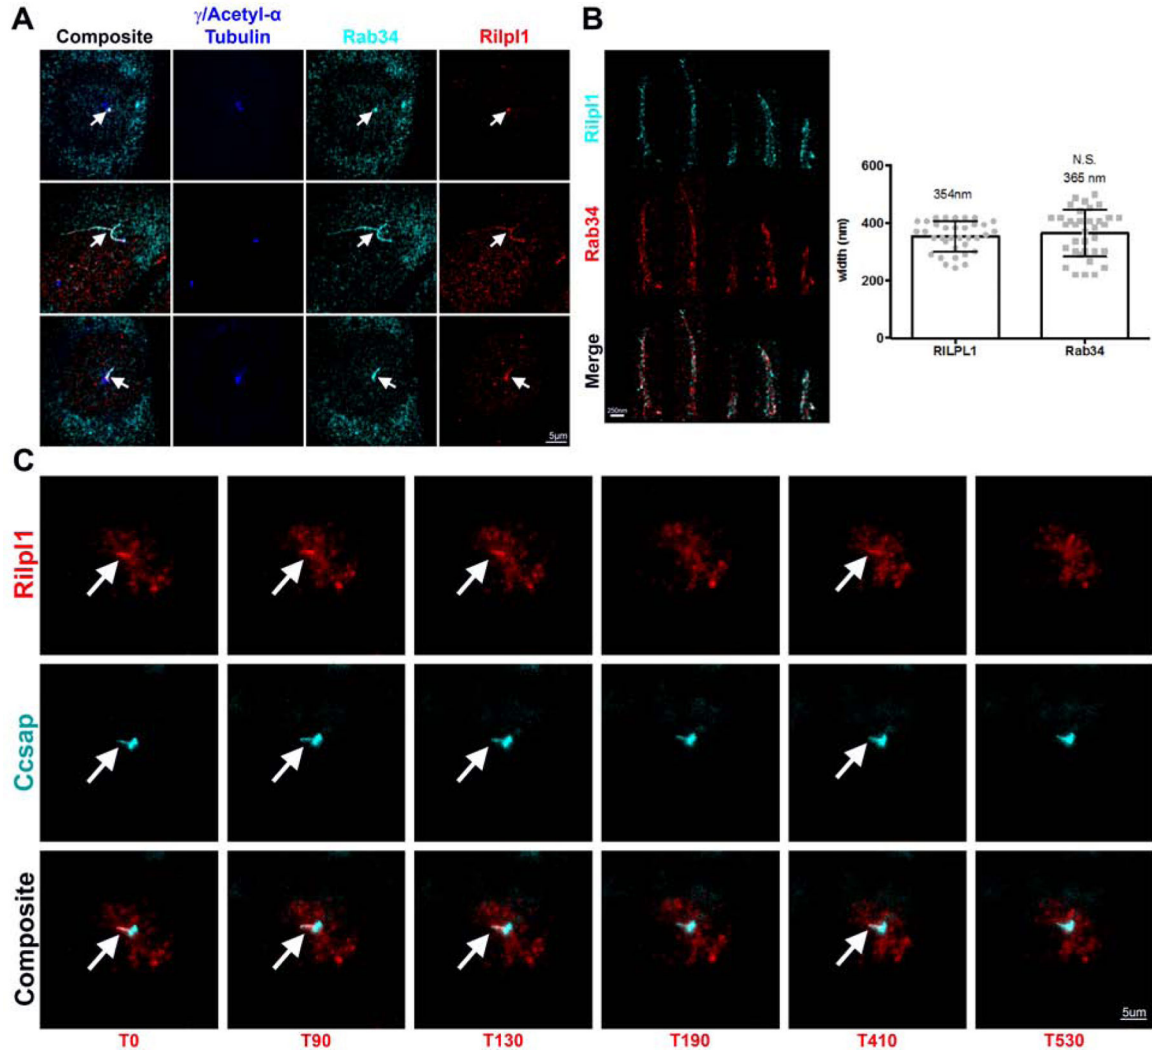 A
B
γ/Acetyl-α
Composite
Tubulin
Rab34
Rilpl1
5μm
Rilpl1
Rab34
Merge
250nm
600
400
200
0
width (nm)
354nm
N.S.
365 nm
RILPL1
Rab34
C
Rilpl1
Ccsap
Composite
5um
T0
T90
T130
T190
T410
T530